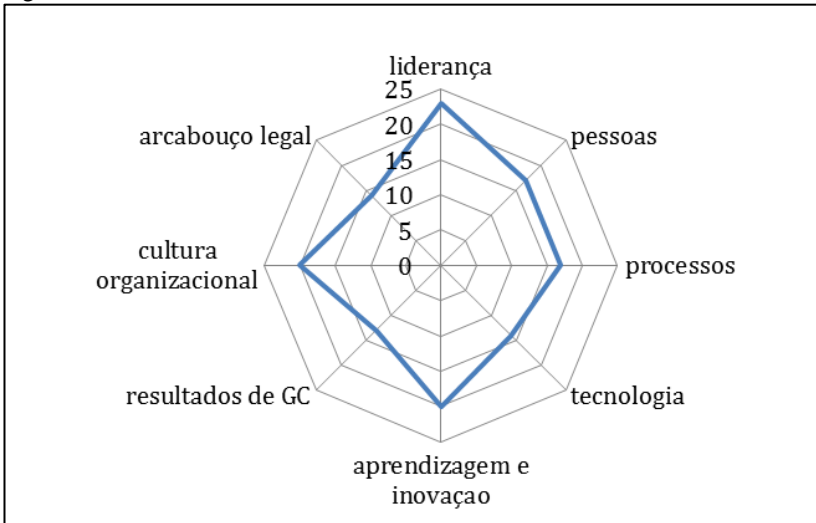 liderança
25
20
15
10
5
0
pessoas
arcabouço legal
cultura
organizacional
processos
resultados de GC
tecnologia
aprendizagem e
inovaçao